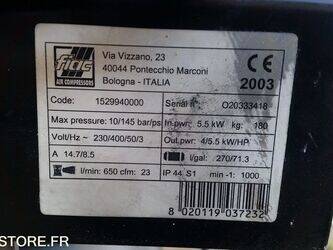 fiac
AIR COMPRESSORS
Via Vizzano, 23
40044 Pontecchio Marconi
Bologna - ITALIA
CE
2003
Code: 1529940000 Serial n. O20333418
Max pressure: 10/145 bar/psi In.pwr: 5.5 kW kg: 180
Volt/Hz~ 230/400/50/3 Out.pwr: 4/5.5 kW/HP
A 14.7/8.5 l/gal: 270/71.3
l/min: 650 cfm: 23 IP 44 S1 min -1: 1000
8 020119 037232
STORE.FR